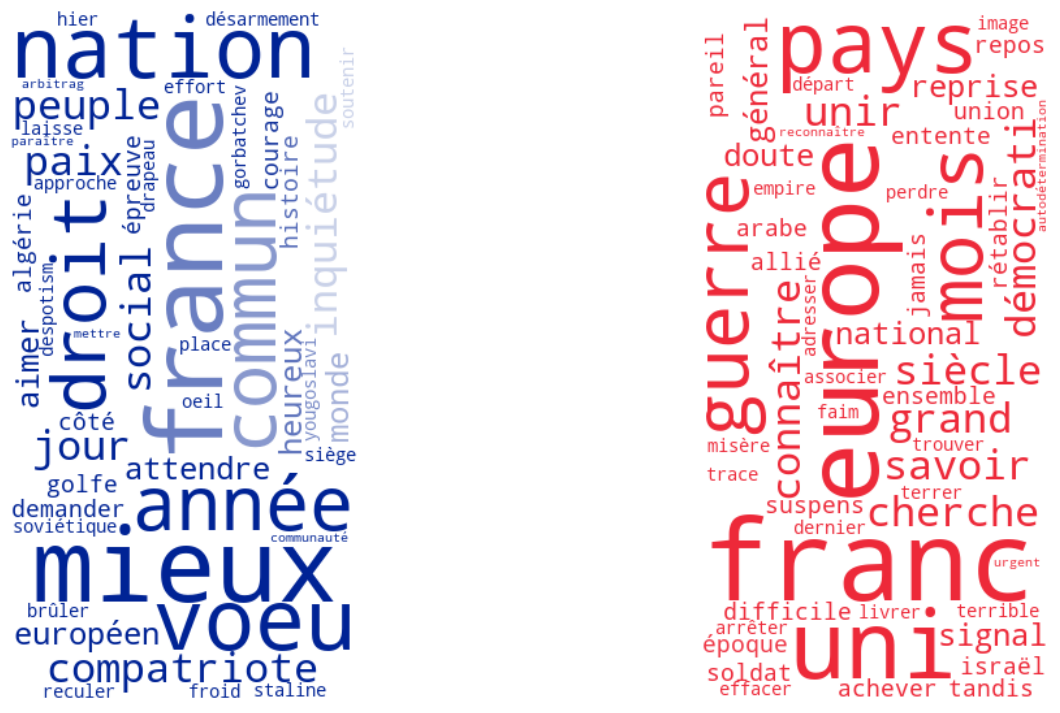 hier
désarmement
nation
arbitrag
effort
peuple
laisse
paraître
paix
approche
épreuve
drapeau
gorbatchev
courage
histoire
inquiétude
soutenir
france
commun
droit
social
algérie
despotism
aimer
mettre
place
oeil
heureux
yougoslavi
monde
côté
jour
siège
attendre
golfe
demander
soviétique
année
communauté
mieux
brûler
voeu
européen
compatriote
reculer
froid
staline
pareil
général
pays
image
repos
départ
reprise
unir
union
reconnaître
entente
doute
démocrati
autodétermination
mois
empire
perdre
guerre
europe
arabe
allié
rétablir
jamais
connaître
adresser
national
associer
siècle
ensemble
faim
grand
misère
trouver
trace
savoir
terrer
suspens
cherche
dernier
franc
urgent
difficile
livrer
terrible
arrêter
uni
signal
époque
soldat
israël
effacer
achever
tandis